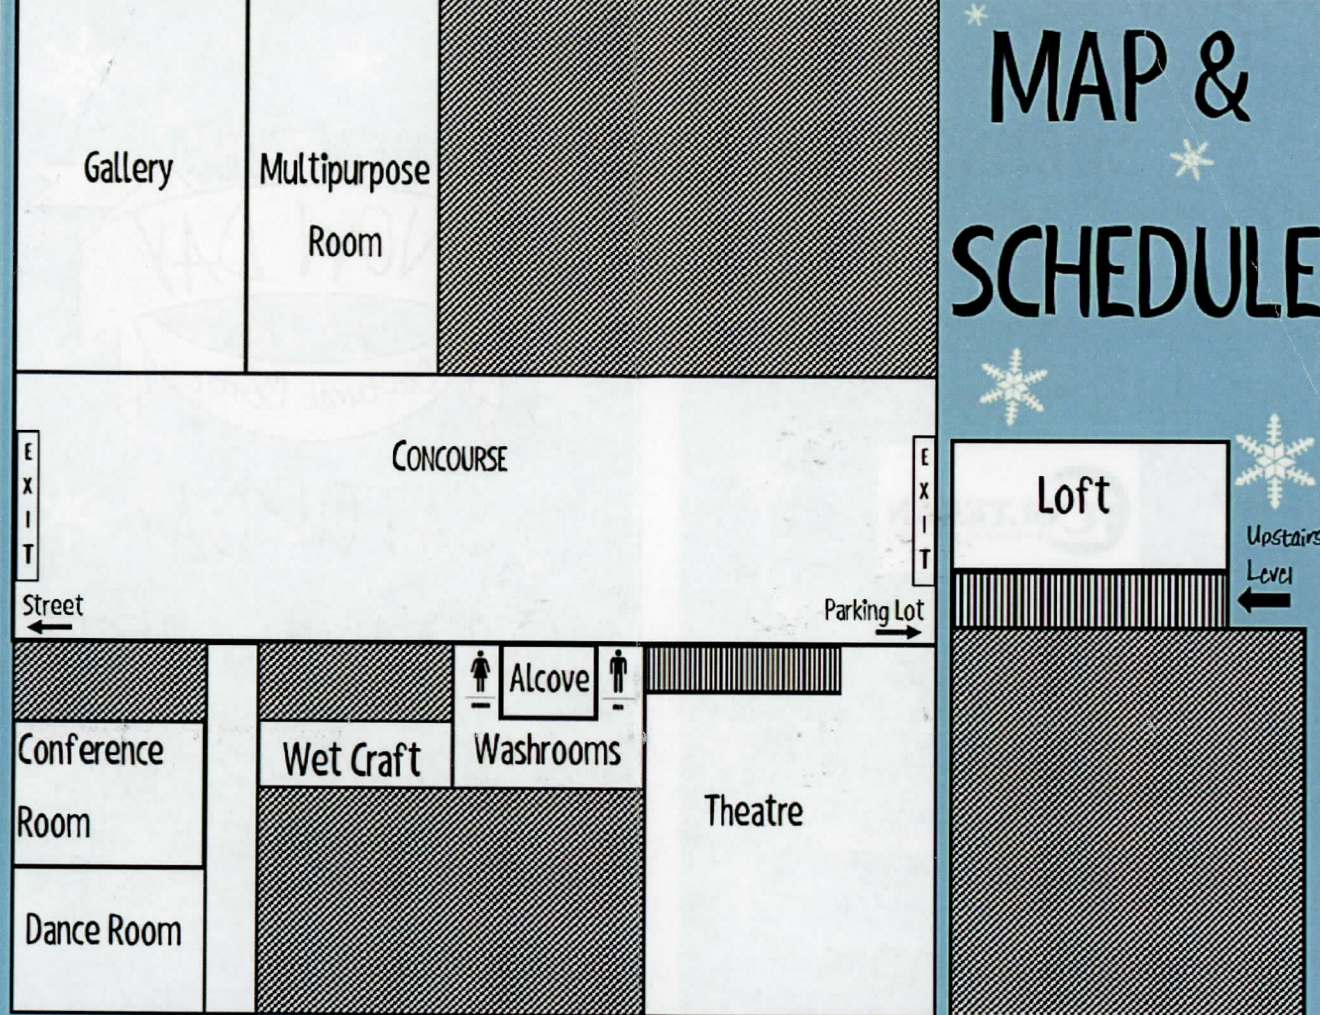 MAP &
SCHEDULE
Gallery
Multipurpose
Room
CONCOURSE
EXIT
EXIT
Street
Parking Lot
Loft
Upstairs
Level
Alcove
Washrooms
Conference
Room
Wet Craft
Theatre
Dance Room